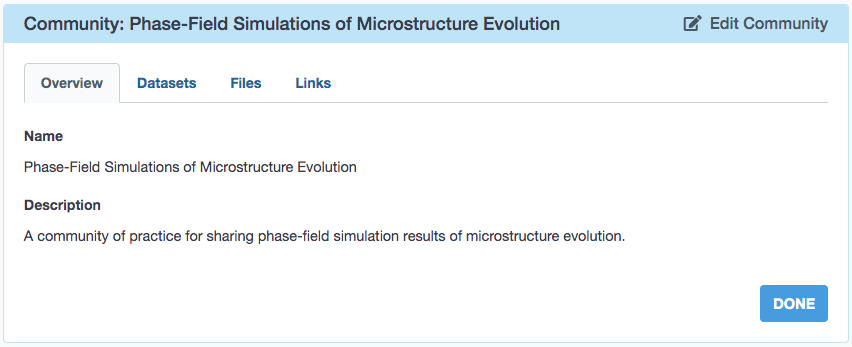 Community: Phase-Field Simulations of Microstructure Evolution
Edit Community
Overview
Datasets
Files
Links
Name
Phase-Field Simulations of Microstructure Evolution
Description
A community of practice for sharing phase-field simulation results of microstructure evolution.
DONE